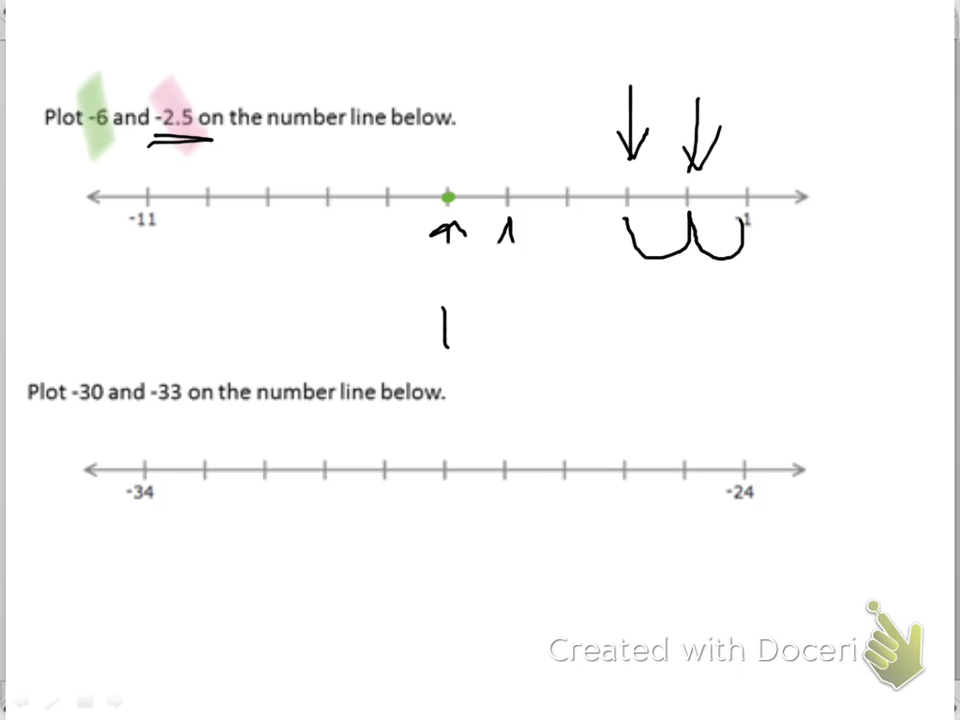 Plot -6 and -2.5 on the number line below.
-11 -1
Plot -30 and -33 on the number line below.
-34 -24
Created with Doceri